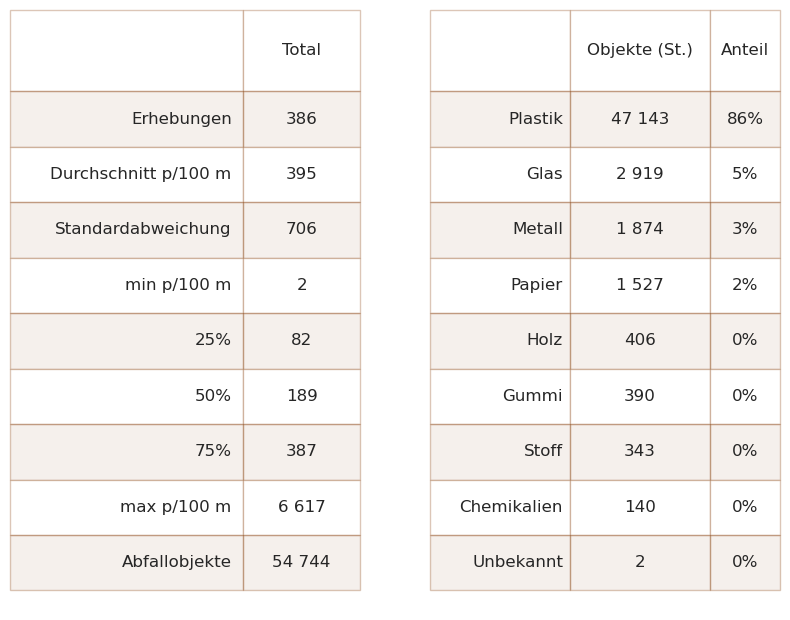 Total
Erhebungen 386
Durchschnitt p/100 m 395
Standardabweichung 706
min p/100 m 2
25% 82
50% 189
75% 387
max p/100 m 6 617
Abfallobjekte 54 744
Objekte (St.) Anteil
Plastik 47 143 86%
Glas 2 919 5%
Metall 1 874 3%
Papier 1 527 2%
Holz 406 0%
Gummi 390 0%
Stoff 343 0%
Chemikalien 140 0%
Unbekannt 2 0%